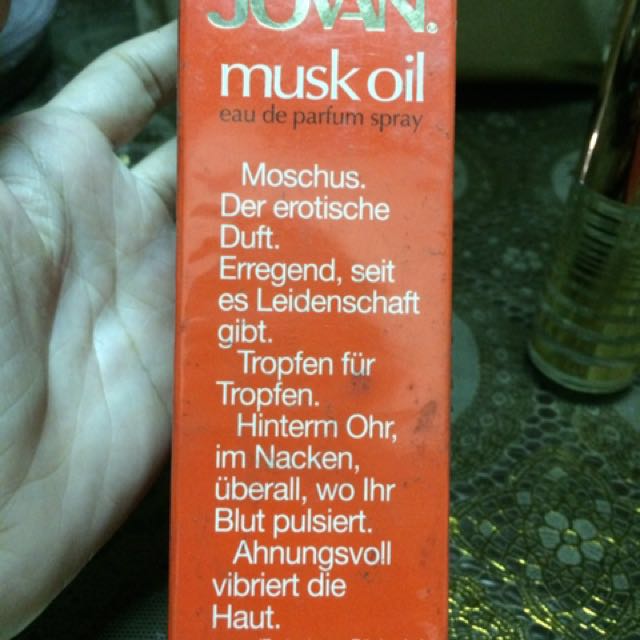 JOVAN
musk oil
eau de parfum spray
Moschus.
Der erotische
Duft.
Erregend, seit
es Leidenschaft
gibt.
Tropfen für
Tropfen.
Hinterm Ohr,
im Nacken,
überall, wo Ihr
Blut pulsiert.
Ahnungsvoll
vibriert die
Haut.